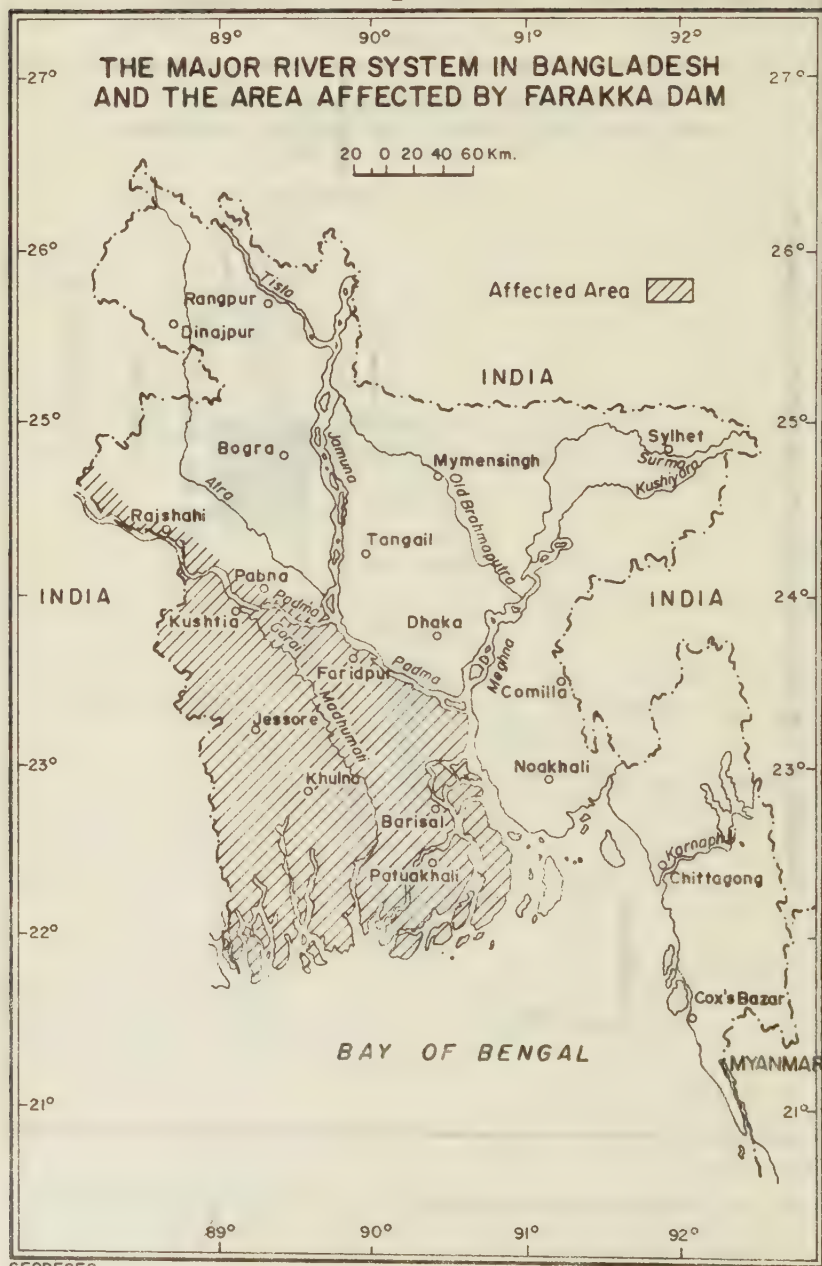 89° 90° 91° 92°
THE MAJOR RIVER SYSTEM IN BANGLADESH
AND THE AREA AFFECTED BY FARAKKA DAM
27° 27°
20 0 20 40 60 Km.
26° 26°
Tista
Affected Area
Rangpur
Dinajpur
INDIA
25° 25°
Sylhet
Surma
Kushiyara
Bogra
Jamuna
Mymensingh
Old Brahmaputra
Atra
Rajshahi
Tangail
Pabna
INDIA
Padma
INDIA
24°
Kushtia
Gorai
Dhaka
Faridpur
Padma
Meghna
Comilla
Jessore
Madhumati
23° 23°
Noakhali
Khulna
Barisal
Karnaphuli
Patuakhali
Chittagong
22° 22°
Cox's Bazar
BAY OF BENGAL
MYANMAR
21° 21°
89° 90° 91° 92°